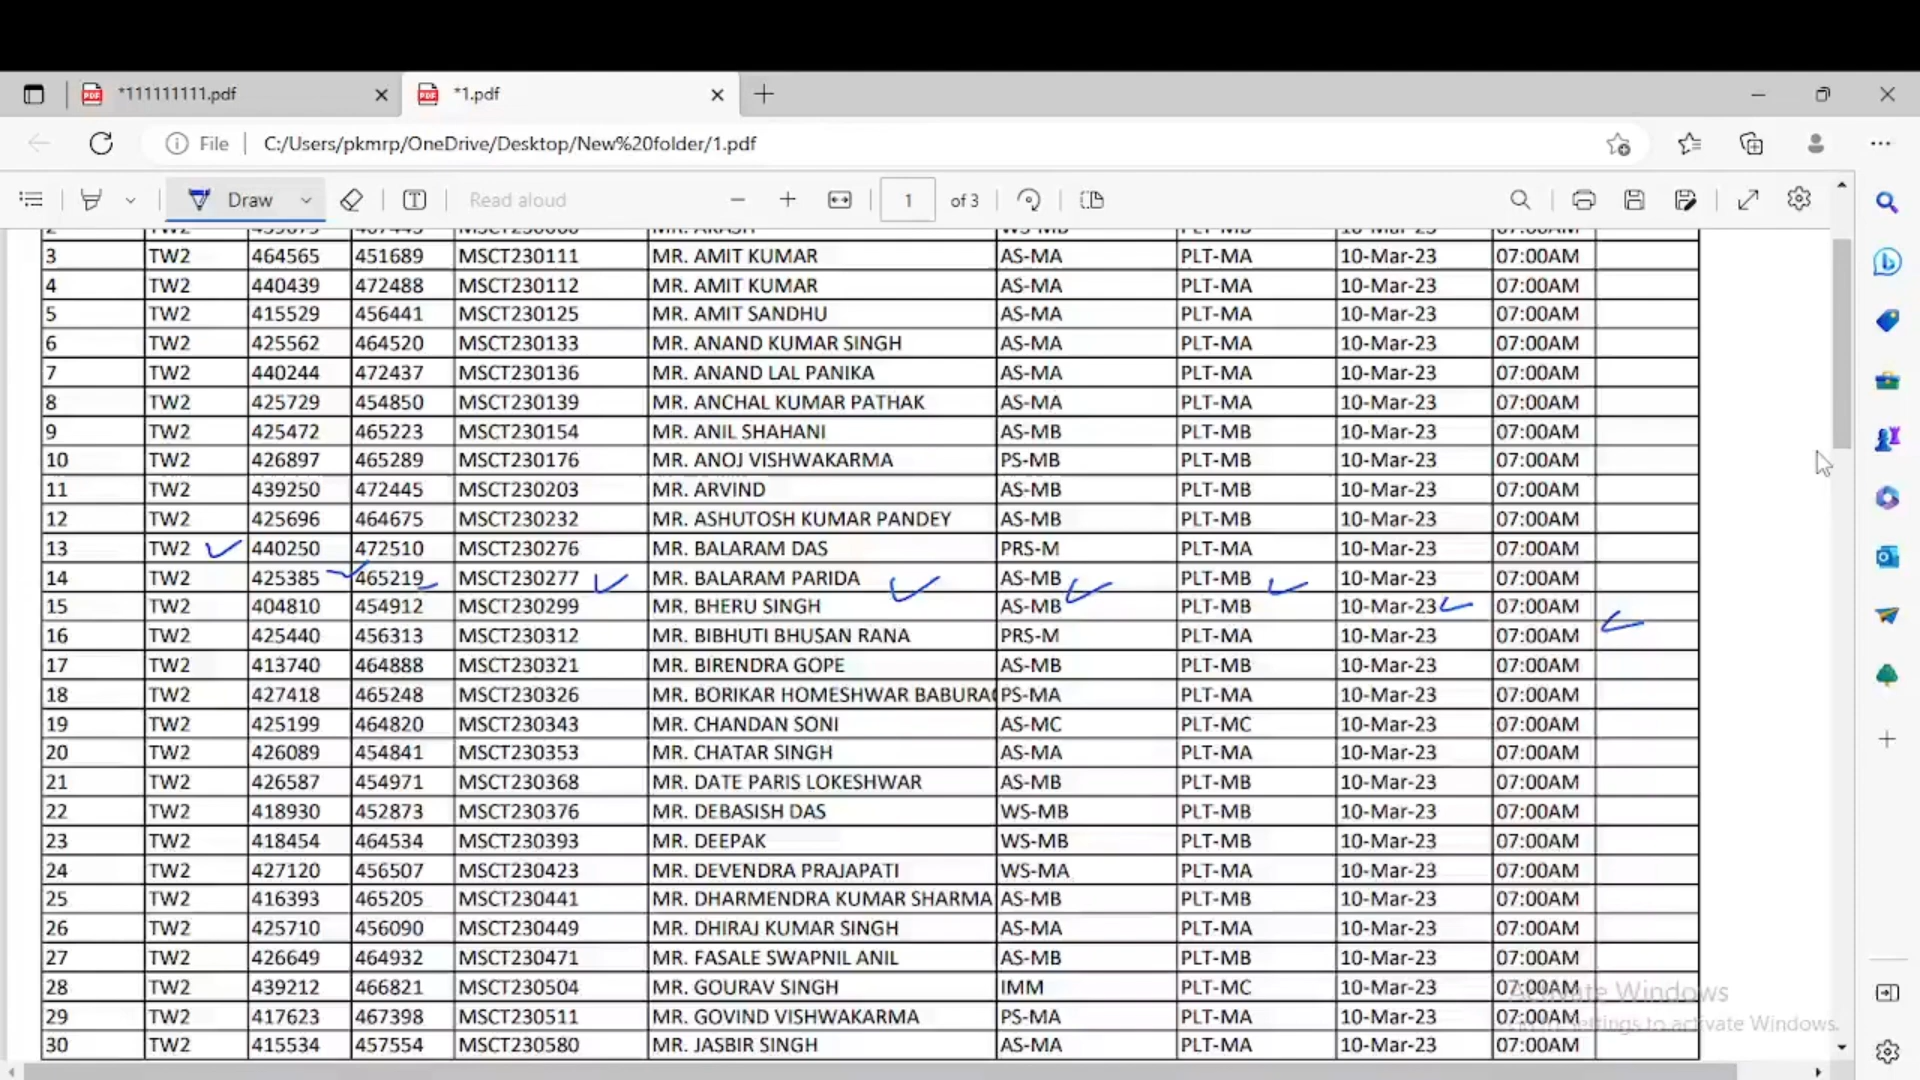 *111111111.pdf
*1.pdf
File C:/Users/pkmrp/OneDrive/Desktop/New%20folder/1.pdf
Draw Read aloud 1 of 3
3 TW2 464565 451689 MSCT230111 MR. AMIT KUMAR AS-MA PLT-MA 10-Mar-23 07:00AM
4 TW2 440439 472488 MSCT230112 MR. AMIT KUMAR AS-MA PLT-MA 10-Mar-23 07:00AM
5 TW2 415529 456441 MSCT230125 MR. AMIT SANDHU AS-MA PLT-MA 10-Mar-23 07:00AM
6 TW2 425562 464520 MSCT230133 MR. ANAND KUMAR SINGH AS-MA PLT-MA 10-Mar-23 07:00AM
7 TW2 440244 472437 MSCT230136 MR. ANAND LAL PANIKA AS-MA PLT-MA 10-Mar-23 07:00AM
8 TW2 425729 454850 MSCT230139 MR. ANCHAL KUMAR PATHAK AS-MA PLT-MA 10-Mar-23 07:00AM
9 TW2 425472 465223 MSCT230154 MR. ANIL SHAHANI AS-MB PLT-MB 10-Mar-23 07:00AM
10 TW2 426897 465289 MSCT230176 MR. ANOJ VISHWAKARMA PS-MB PLT-MB 10-Mar-23 07:00AM
11 TW2 439250 472445 MSCT230203 MR. ARVIND AS-MB PLT-MB 10-Mar-23 07:00AM
12 TW2 425696 464675 MSCT230232 MR. ASHUTOSH KUMAR PANDEY AS-MB PLT-MB 10-Mar-23 07:00AM
13 TW2 440250 472510 MSCT230276 MR. BALARAM DAS PRS-M PLT-MA 10-Mar-23 07:00AM
14 TW2 425385 465219 MSCT230277 MR. BALARAM PARIDA AS-MB PLT-MB 10-Mar-23 07:00AM
15 TW2 404810 454912 MSCT230299 MR. BHERU SINGH AS-MB PLT-MB 10-Mar-23 07:00AM
16 TW2 425440 456313 MSCT230312 MR. BIBHUTI BHUSAN RANA PRS-M PLT-MA 10-Mar-23 07:00AM
17 TW2 413740 464888 MSCT230321 MR. BIRENDRA GOPE AS-MB PLT-MB 10-Mar-23 07:00AM
18 TW2 427418 465248 MSCT230326 MR. BORIKAR HOMESHWAR PS-MA PLT-MA 10-Mar-23 07:00AM
19 TW2 425199 464820 MSCT230343 MR. CHANDAN SONI AS-MC PLT-MC 10-Mar-23 07:00AM
20 TW2 426089 454841 MSCT230353 MR. CHATAR SINGH AS-MA PLT-MA 10-Mar-23 07:00AM
21 TW2 426587 454971 MSCT230368 MR. DATE PARIS LOKESHWAR AS-MB PLT-MB 10-Mar-23 07:00AM
22 TW2 418930 452873 MSCT230376 MR. DEBASISH DAS WS-MB PLT-MB 10-Mar-23 07:00AM
23 TW2 418454 464534 MSCT230393 MR. DEEPAK WS-MB PLT-MB 10-Mar-23 07:00AM
24 TW2 427120 456507 MSCT230423 MR. DEVENDRA PRAJAPATI WS-MA PLT-MA 10-Mar-23 07:00AM
25 TW2 416393 465205 MSCT230441 MR. DHARMENDRA KUMAR SHARMA AS-MB PLT-MB 10-Mar-23 07:00AM
26 TW2 425710 456090 MSCT230449 MR. DHIRAJ KUMAR SINGH AS-MA PLT-MA 10-Mar-23 07:00AM
27 TW2 426649 464932 MSCT230471 MR. FASALE SWAPNIL ANIL AS-MB PLT-MB 10-Mar-23 07:00AM
28 TW2 439212 466821 MSCT230504 MR. GOURAV SINGH IMM PLT-MC 10-Mar-23 07:00AM
29 TW2 417623 467398 MSCT230511 MR. GOVIND VISHWAKARMA PS-MA PLT-MA 10-Mar-23 07:00AM
30 TW2 415534 457554 MSCT230580 MR. JASBIR SINGH AS-MA PLT-MA 10-Mar-23 07:00AM
Activate Windows
Settings to activate Windows.